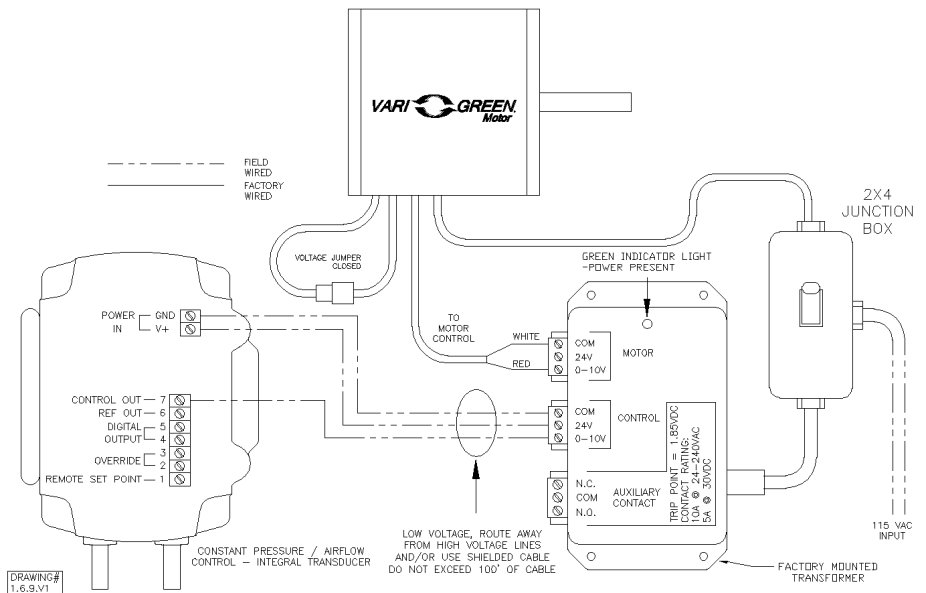 VARI GREEN.
Motor
FIELD
WIRED
FACTORY
WIRED
2X4
JUNCTION
BOX
VOLTAGE JUMPER
CLOSED
GREEN INDICATOR LIGHT
-POWER PRESENT
POWER
IN
GND
V+
TO
MOTOR
CONTROL
WHITE
RED
COM
24V
0-10V
MOTOR
CONTROL OUT 7
REF OUT 6
DIGITAL 5
OUTPUT 4
OVERRIDE
3
2
REMOTE SET POINT 1
COM
24V
0-10V
CONTROL
N.C.
COM
N.O.
AUXILIARY
CONTACT
TRIP POINT = 1.85VDC
CONTACT RATING:
10A @ 24-240VAC
5A @ 30VDC
115 VAC
INPUT
CONSTANT PRESSURE / AIRFLOW
CONTROL - INTEGRAL TRANSDUCER
LOW VOLTAGE, ROUTE AWAY
FROM HIGH VOLTAGE LINES
AND/OR USE SHIELDED CABLE
DO NOT EXCEED 100' OF CABLE
FACTORY MOUNTED
TRANSFORMER
DRAWING#
1.6.9.V1